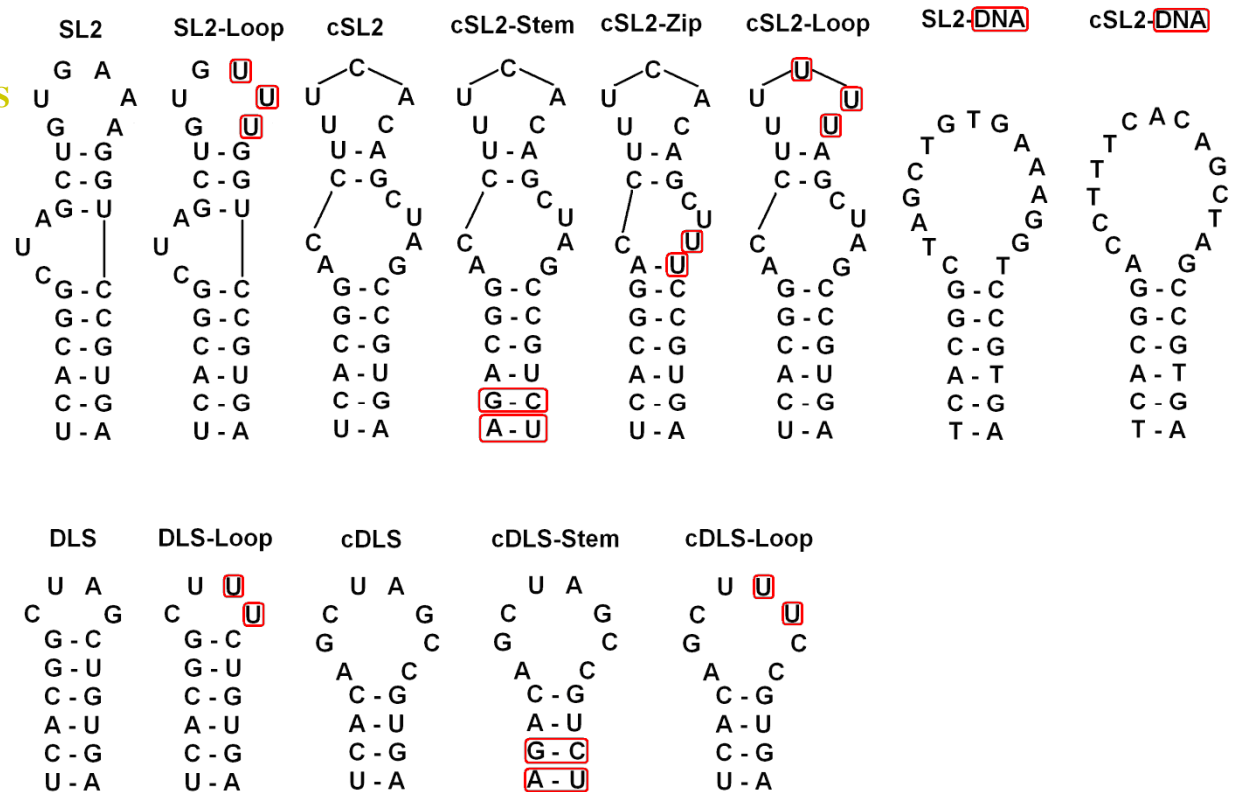 s
SL2
G A
U A
G A
U - G
C - G
G - U
A
U
C
G - C
G - C
C - G
A - U
C - G
U - A
SL2-Loop
G U
U U
G U
U - G
C - G
G - U
A
U
C
G - C
G - C
C - G
A - U
C - G
U - A
cSL2
C
U A
U C
U - A
C - G
C
U
C A
A G
G - C
G - C
C - G
A - U
C - G
U - A
cSL2-Stem
C
U A
U C
U - A
C - G
C
U
C A
A G
G - C
G - C
C - G
A - U
G - C
A - U
cSL2-Zip
C
U A
U C
U - A
C - G
C
U
C U
A - U
G - C
G - C
C - G
A - U
C - G
U - A
cSL2-Loop
U
U U
U U
U - A
C - G
C
U
C A
A G
G - C
G - C
C - G
A - U
C - G
U - A
SL2-DNA
G T G
T A
C A
G A
A G
T G
C T
G - C
G - C
C - G
A - T
C - G
T - A
cSL2-DNA
C A C
T A
T G
T C
C T
C A
A G
G - C
G - C
C - G
A - T
C - G
T - A
DLS
U A
C G
G - C
G - U
C - G
A - U
C - G
U - A
DLS-Loop
U U
C U
G - C
G - U
C - G
A - U
C - G
U - A
cDLS
U A
C G
G C
A C
C - G
A - U
C - G
U - A
cDLS-Stem
U A
C G
G C
A C
C - G
A - U
G - C
A - U
cDLS-Loop
U U
C U
G C
A C
C - G
A - U
C - G
U - A